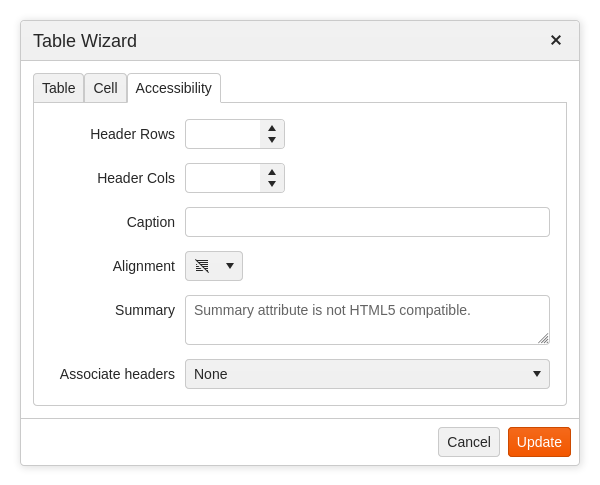 Table Wizard
Table Cell Accessibility
Header Rows
Header Cols
Caption
Alignment
Summary Summary attribute is not HTML5 compatible.
Associate headers None
Cancel Update